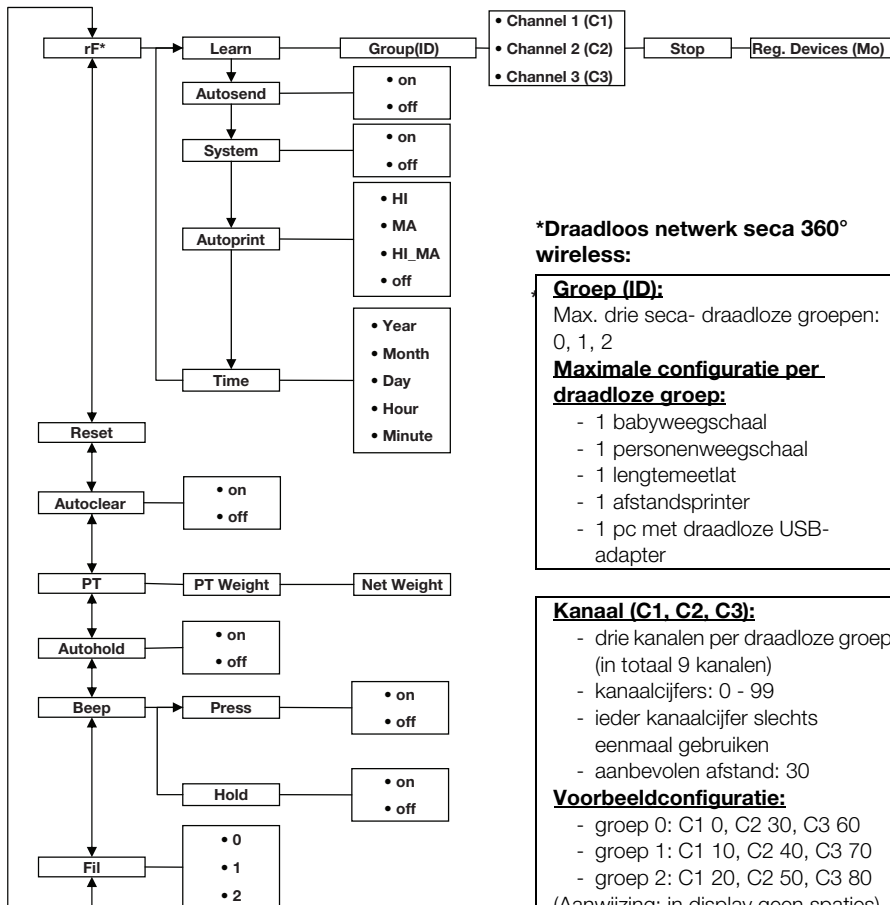 rF*
Learn
Group(ID)
• Channel 1 (C1)
• Channel 2 (C2)
• Channel 3 (C3)
Stop
Reg. Devices (Mo)
Autosend
• on
• off
System
• on
• off
Autoprint
• HI
• MA
• HI_MA
• off
Time
• Year
• Month
• Day
• Hour
• Minute
Reset
Autoclear
• on
• off
PT
PT Weight
Net Weight
Autohold
• on
• off
Beep
Press
• on
• off
Hold
• on
• off
Fil
• 0
• 1
• 2
*Draadloos netwerk seca 360°
wireless:
*
Groep (ID):
Max. drie seca- draadloze groepen:
0, 1, 2
Maximale configuratie per
draadloze groep:
- 1 babyweegschaal
- 1 personenweegschaal
- 1 lengtemeetlat
- 1 afstandsprinter
- 1 pc met draadloze USB-
adapter
Kanaal (C1, C2, C3):
- drie kanalen per draadloze groep
(in totaal 9 kanalen)
- kanaalcijfers: 0 - 99
- ieder kanaalcijfer slechts
eenmaal gebruiken
- aanbevolen afstand: 30
Voorbeeldconfiguratie:
- groep 0: C1 0, C2 30, C3 60
- groep 1: C1 10, C2 40, C3 70
- groep 2: C1 20, C2 50, C3 80
(Aanwijzing: in display geen spaties)